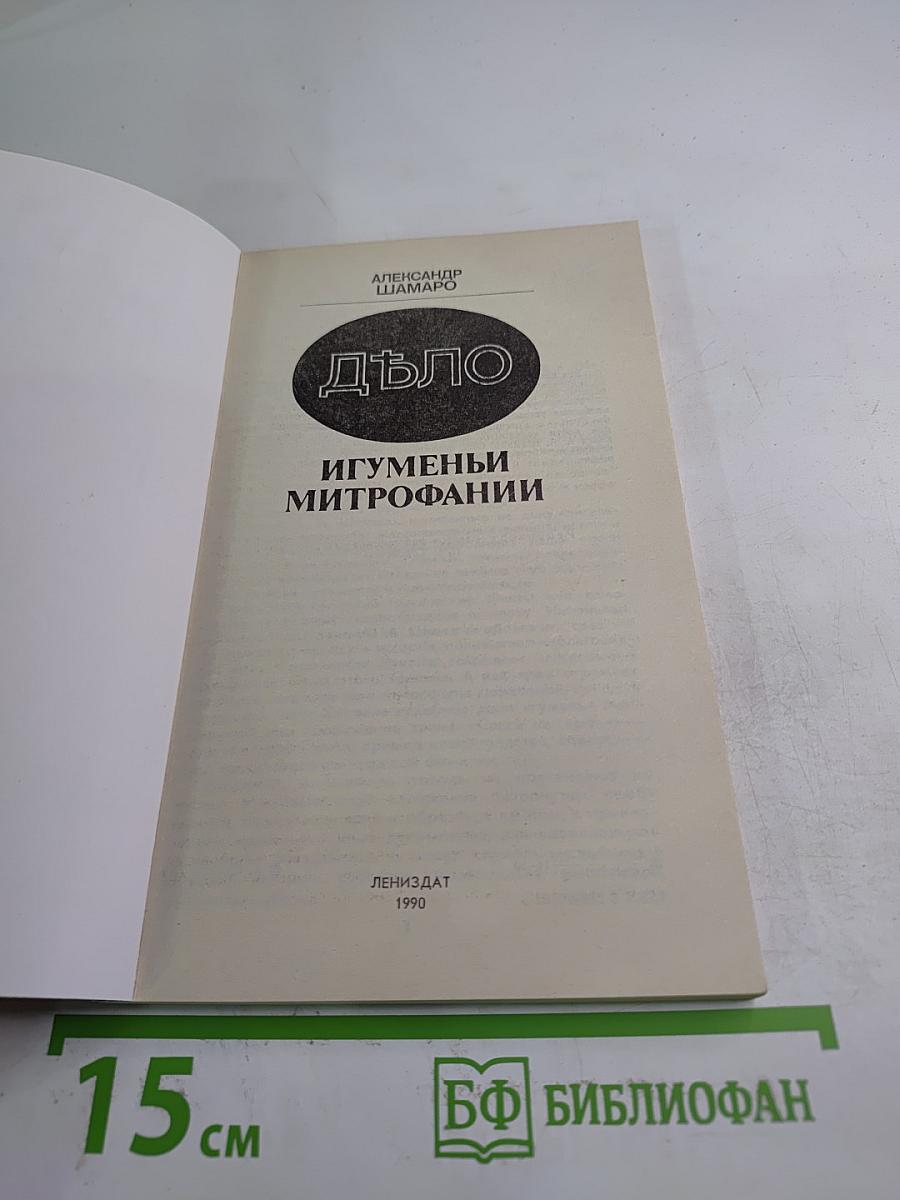 АЛЕКСАНДР
ШАМАРО
ДѢЛО
ИГУМЕНЬИ
МИТРОФАНИИ
ЛЕНИЗДАТ
1990
15 см
БФ БИБЛИОФАН